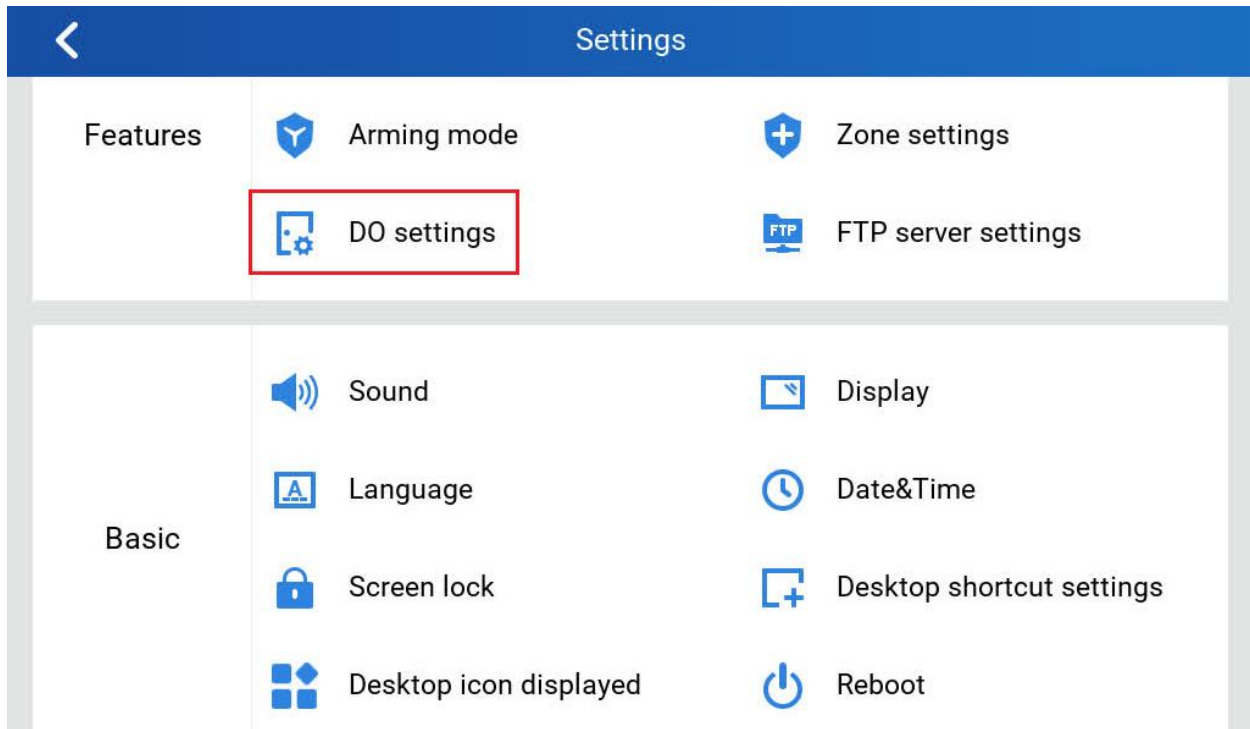 Settings
Features
Arming mode
Zone settings
DO settings
FTP
FTP server settings
Basic
Sound
Display
A
Language
Date&Time
Screen lock
Desktop shortcut settings
Desktop icon displayed
Reboot